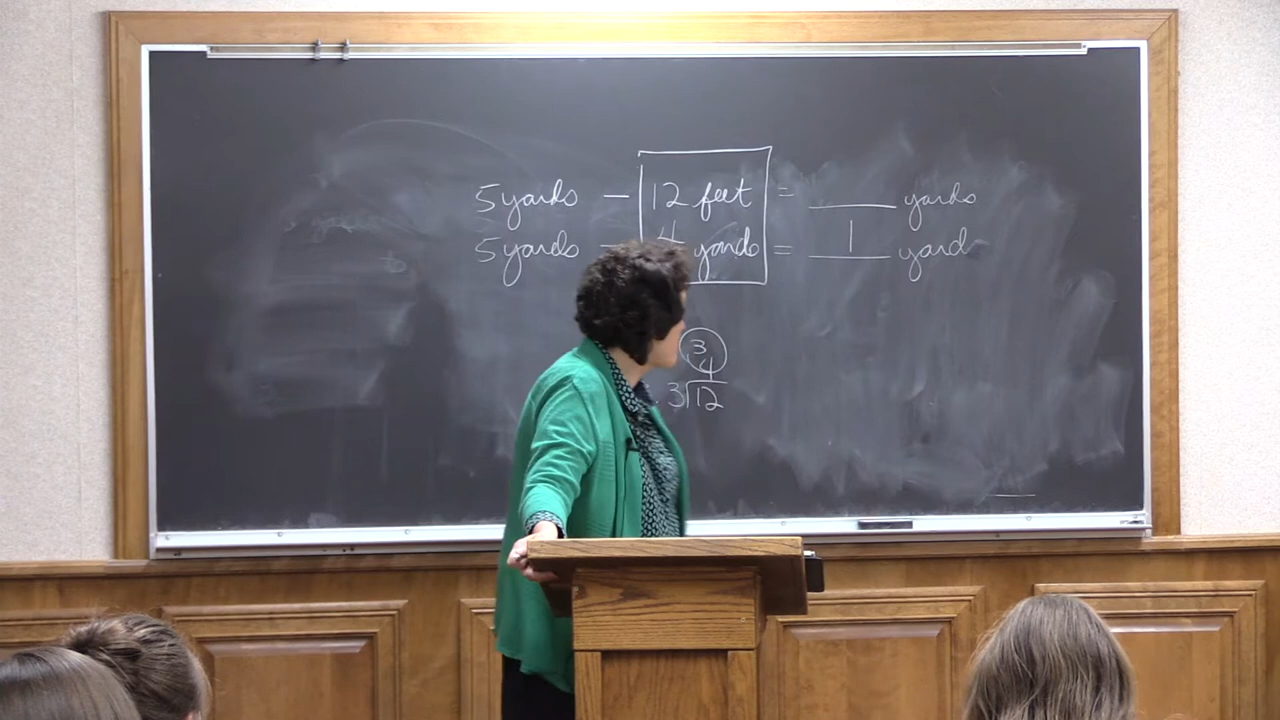 5 yards – 12 feet = ____ yards
5 yards – 4 yards = 1 yard
3
4
3⟌12